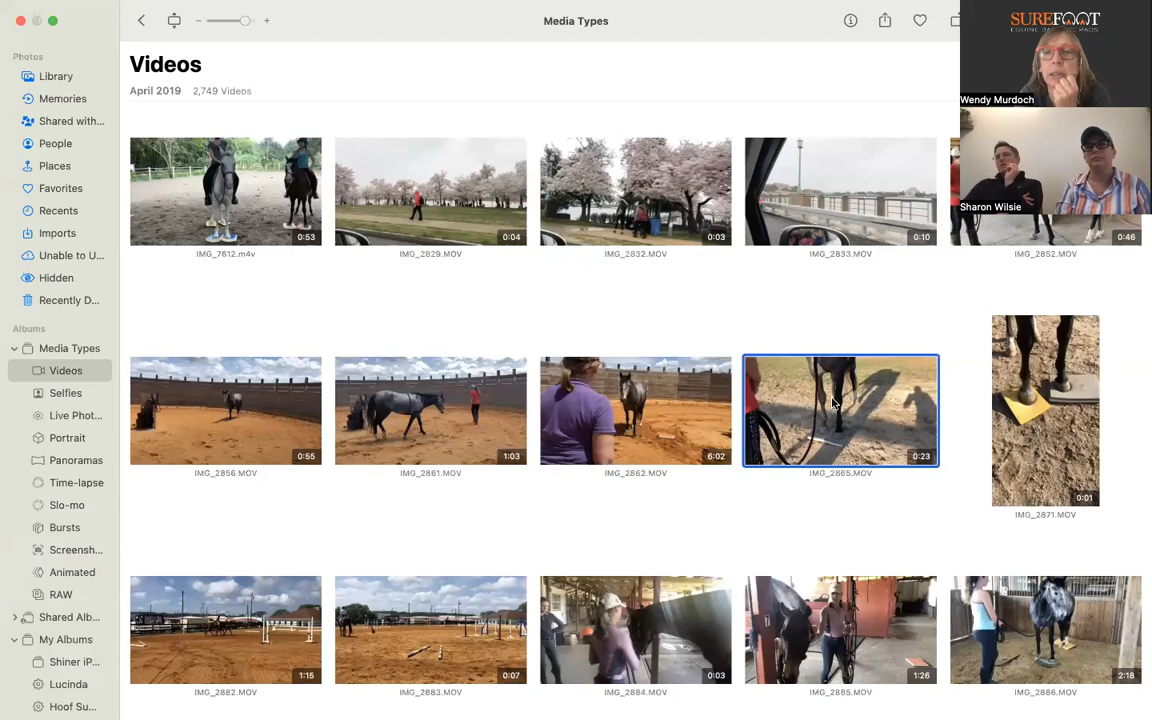 Media Types
SUREFOOT
EQUINE BALANCE PADS
Wendy Murdoch
Sharon Wilsie
Photos
Library
Memories
Shared with...
People
Places
Favorites
Recents
Imports
Unable to U...
Hidden
Recently D...
Albums
Media Types
Videos
Selfies
Live Phot...
Portrait
Panoramas
Time-lapse
Slo-mo
Bursts
Screensh...
Animated
RAW
Shared Alb...
My Albums
Shiner iP...
Lucinda
Hoof Su...
Videos
April 2019 2,749 Videos
0:53 0:04 0:03 0:10 0:46
IMG_7612.m4v IMG_2829.MOV IMG_2832.MOV IMG_2833.MOV IMG_2852.MOV
0:55 1:03 6:02 0:23
IMG_2856.MOV IMG_2861.MOV IMG_2862.MOV IMG_2865.MOV
0:01
IMG_2871.MOV
1:15 0:07 0:03 1:26 2:18
IMG_2882.MOV IMG_2883.MOV IMG_2884.MOV IMG_2885.MOV IMG_2886.MOV